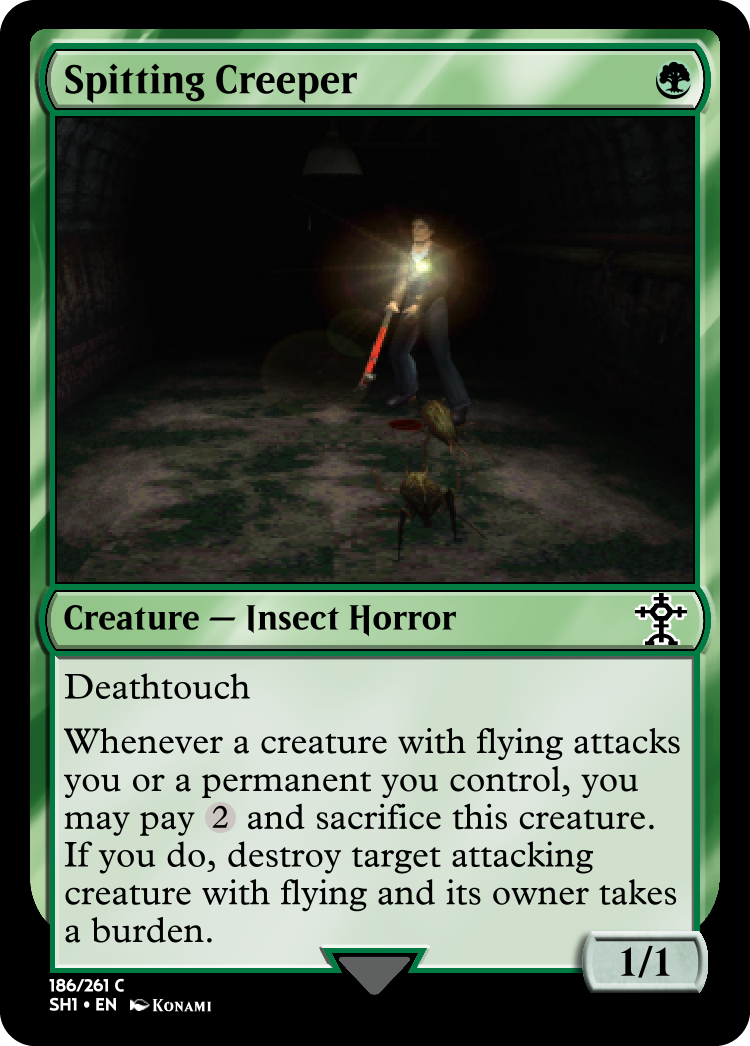 Spitting Creeper
Creature — Insect Horror
Deathtouch
Whenever a creature with flying attacks
you or a permanent you control, you
may pay 2 and sacrifice this creature.
If you do, destroy target attacking
creature with flying and its owner takes
a burden.
1/1
186/261 C
SH1 • EN KONAMI